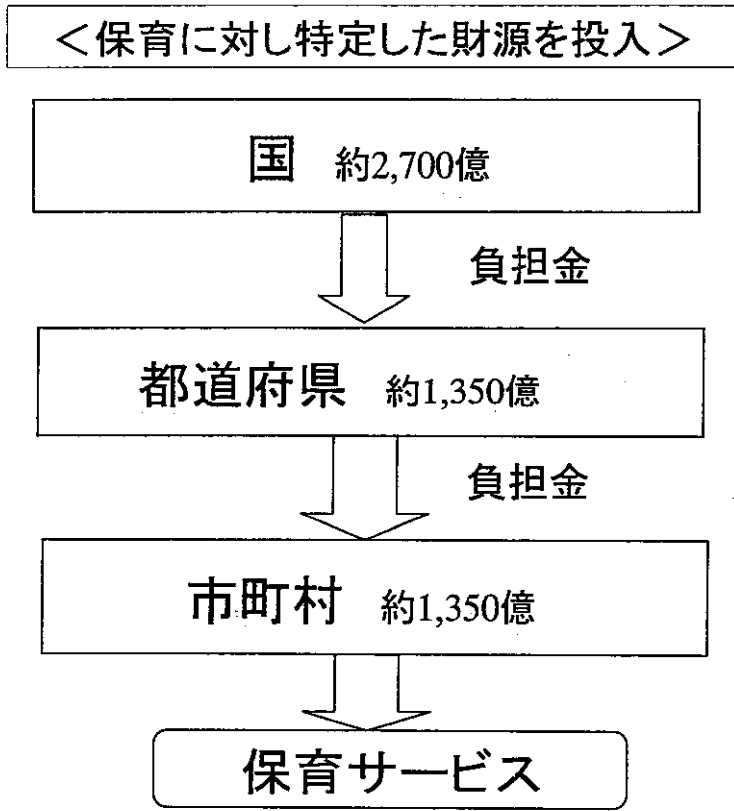 ＜保育に対し特定した財源を投入＞
国 約2,700億
負担金
都道府県 約1,350億
負担金
市町村 約1,350億
保育サービス